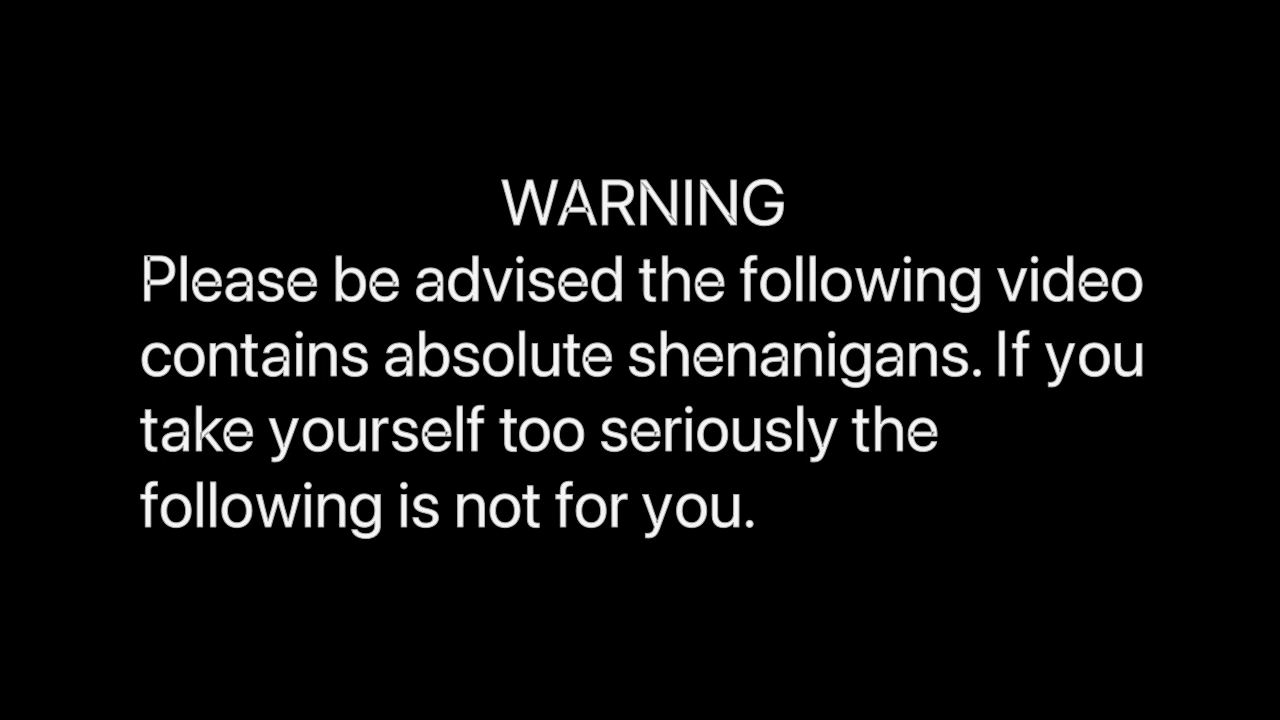 WARNING
Please be advised the following video
contains absolute shenanigans. If you
take yourself too seriously the
following is not for you.